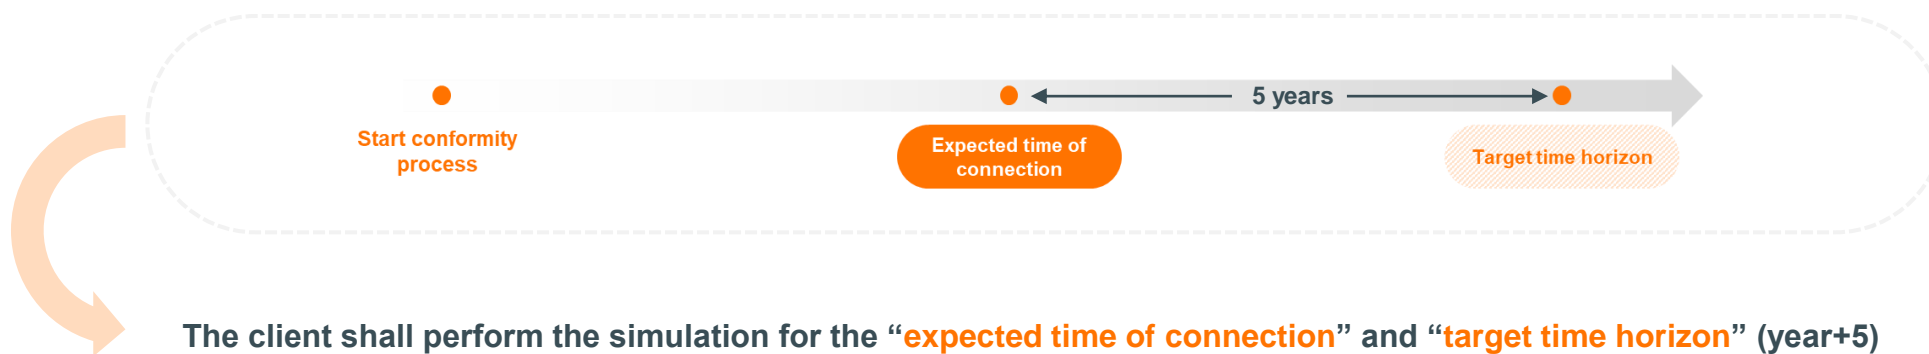 5 years
Start conformity
process
Expected time of
connection
Target time horizon
The client shall perform the simulation for the “expected time of connection” and “target time horizon” (year+5)